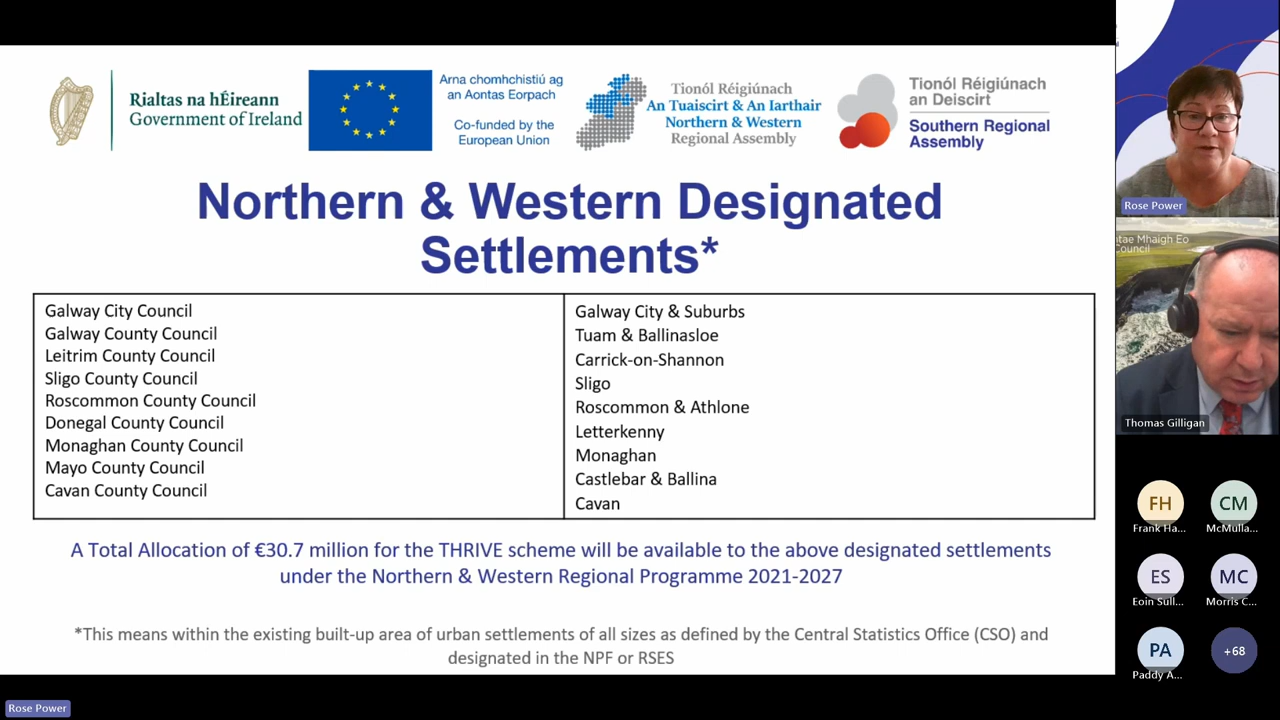 Rialtas na hÉireann
Government of Ireland
Arna chomhchistiú ag
an Aontas Eorpach
Co-funded by the
European Union
Tionól Réigiúnach
An Tuaiscirt & An Iarthair
Northern & Western
Regional Assembly
Tionól Réigiúnach
an Deiscirt
Southern Regional
Assembly
Northern & Western Designated
Settlements*
Galway City Council
Galway County Council
Leitrim County Council
Sligo County Council
Roscommon County Council
Donegal County Council
Monaghan County Council
Mayo County Council
Cavan County Council
Galway City & Suburbs
Tuam & Ballinasloe
Carrick-on-Shannon
Sligo
Roscommon & Athlone
Letterkenny
Monaghan
Castlebar & Ballina
Cavan
A Total Allocation of €30.7 million for the THRIVE scheme will be available to the above designated settlements
under the Northern & Western Regional Programme 2021-2027
*This means within the existing built-up area of urban settlements of all sizes as defined by the Central Statistics Office (CSO) and
designated in the NPF or RSES
Rose Power
ntae Mhaigh Eo
Council
Thomas Gilligan
FH
Frank Ha...
CM
McMulla...
ES
Eoin Sull...
MC
Morris C...
PA
Paddy A...
+68
Rose Power